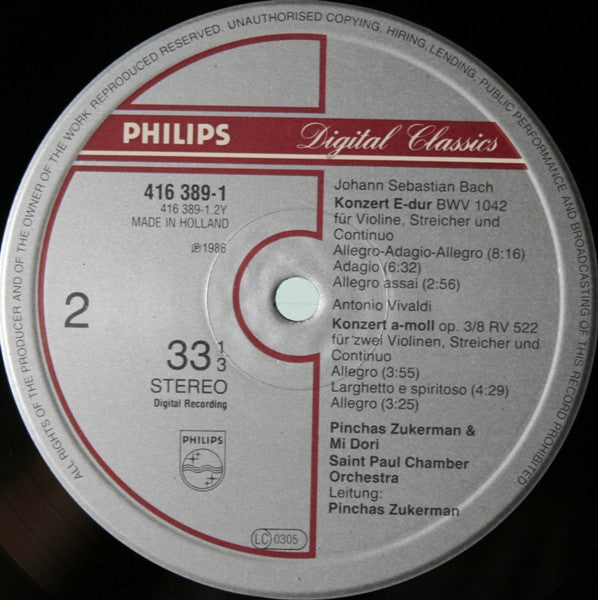 ALL RIGHTS OF THE PRODUCER AND OF THE OWNER OF THE WORK REPRODUCED RESERVED. UNAUTHORISED COPYING, HIRING, LENDING, PUBLIC PERFORMANCE AND BROADCASTING OF THIS RECORD PROHIBITED
PHILIPS
Digital Classics
416 389-1
416 389-1.2Y
MADE IN HOLLAND
℗1986
2
33 1/3
STEREO
Digital Recording
PHILIPS
LC 0305
Johann Sebastian Bach
Konzert E-dur BWV 1042
für Violine, Streicher und
Continuo
Allegro-Adagio-Allegro (8:16)
Adagio (6:32)
Allegro assai (2:56)
Antonio Vivaldi
Konzert a-moll op. 3/8 RV 522
für zwei Violinen, Streicher und
Continuo
Allegro (3:55)
Larghetto e spiritoso (4:29)
Allegro (3:25)
Pinchas Zukerman &
Mi Dori
Saint Paul Chamber
Orchestra
Leitung:
Pinchas Zukerman